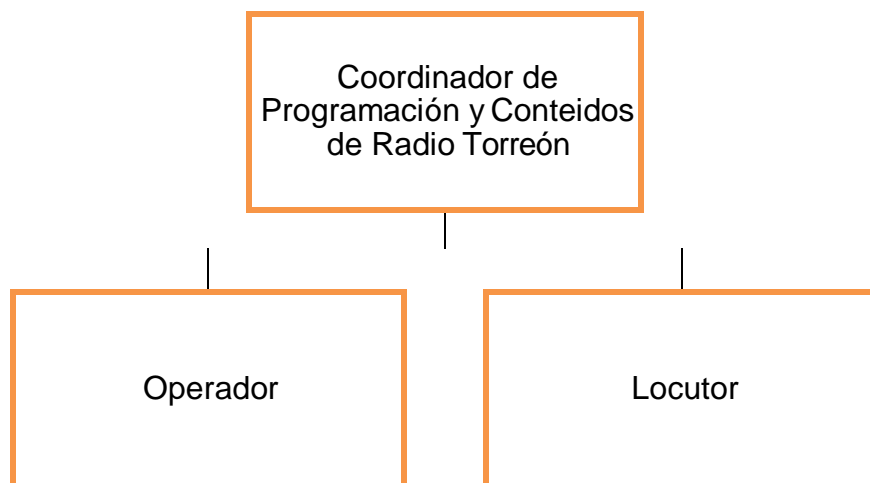 Coordinador de
Programación y Conteidos
de Radio Torreón
Operador
Locutor